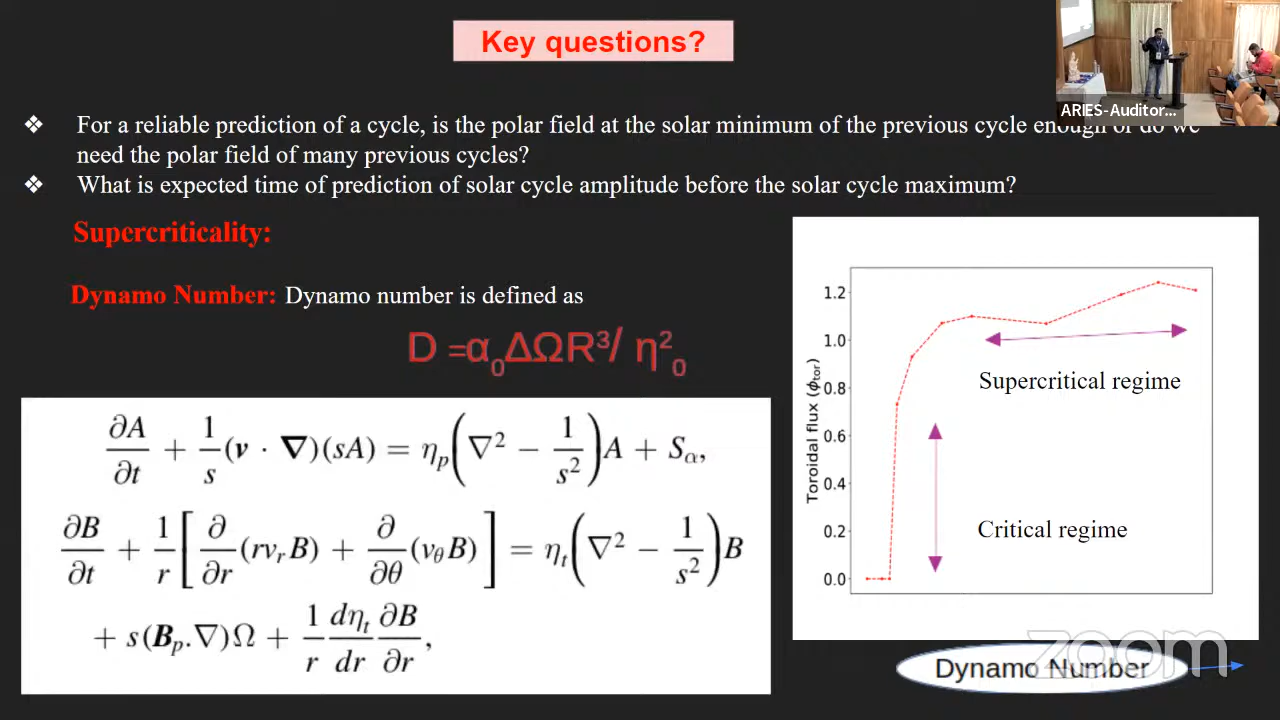 Key questions?
ARIES-Auditor...
❖ For a reliable prediction of a cycle, is the polar field at the solar minimum of the previous cycle enough or do we
need the polar field of many previous cycles?
❖ What is expected time of prediction of solar cycle amplitude before the solar cycle maximum?
Supercriticality:
Dynamo Number: Dynamo number is defined as
D =α₀ΔΩR³/ η²₀
∂A/∂t + 1/s (v · ∇)(sA) = ηₚ(∇² − 1/s²)A + Sα,
∂B/∂t + 1/r [∂/∂r (rvᵣB) + ∂/∂θ (vθB)] = ηₜ(∇² − 1/s²)B
+ s(Bₚ.∇)Ω + 1/r dηₜ/dr ∂B/∂r,
Toroidal flux (ϕtor)
1.2
1.0
0.8
0.6
0.4
0.2
0.0
Supercritical regime
Critical regime
zoom
Dynamo Number